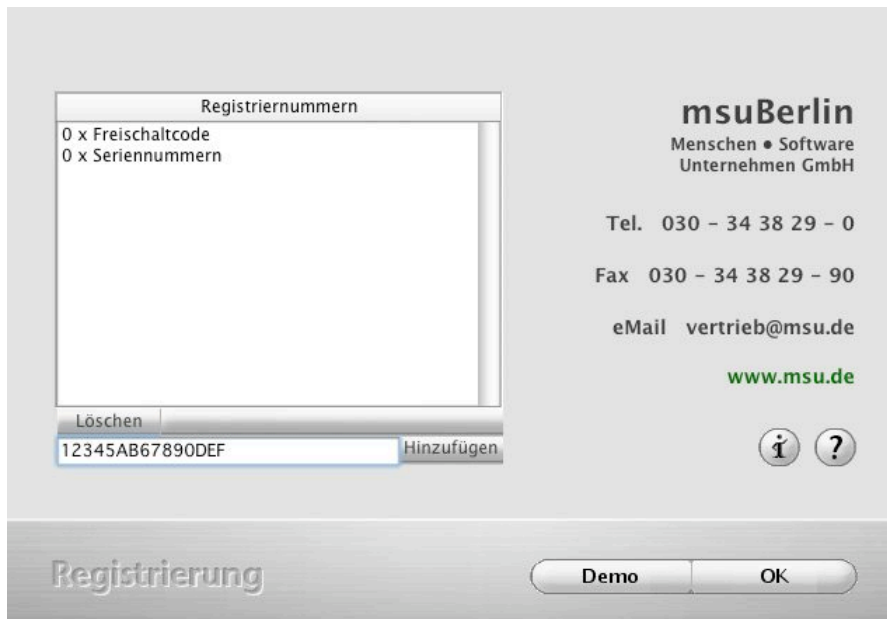 Registriernummern
0 x Freischaltcode
0 x Seriennummern
Löschen
12345AB67890DEF
Hinzufügen
msuBerlin
Menschen • Software
Unternehmen GmbH
Tel. 030 – 34 38 29 – 0
Fax 030 – 34 38 29 – 90
eMail vertrieb@msu.de
www.msu.de
i ?
Registrierung
Demo OK